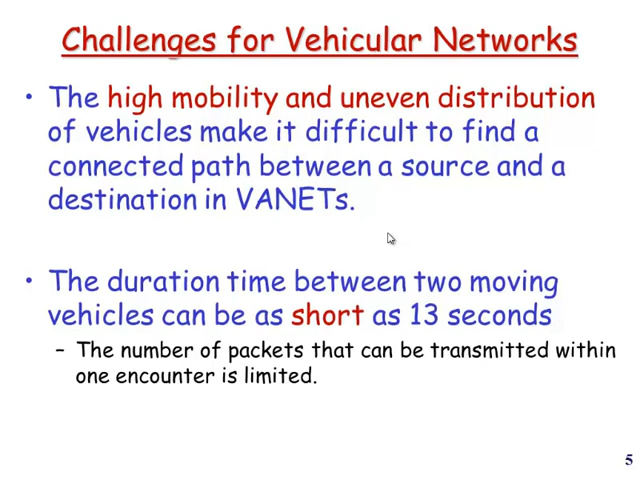 Challenges for Vehicular Networks
• The high mobility and uneven distribution
of vehicles make it difficult to find a
connected path between a source and a
destination in VANETs.
• The duration time between two moving
vehicles can be as short as 13 seconds
– The number of packets that can be transmitted within
one encounter is limited.
5